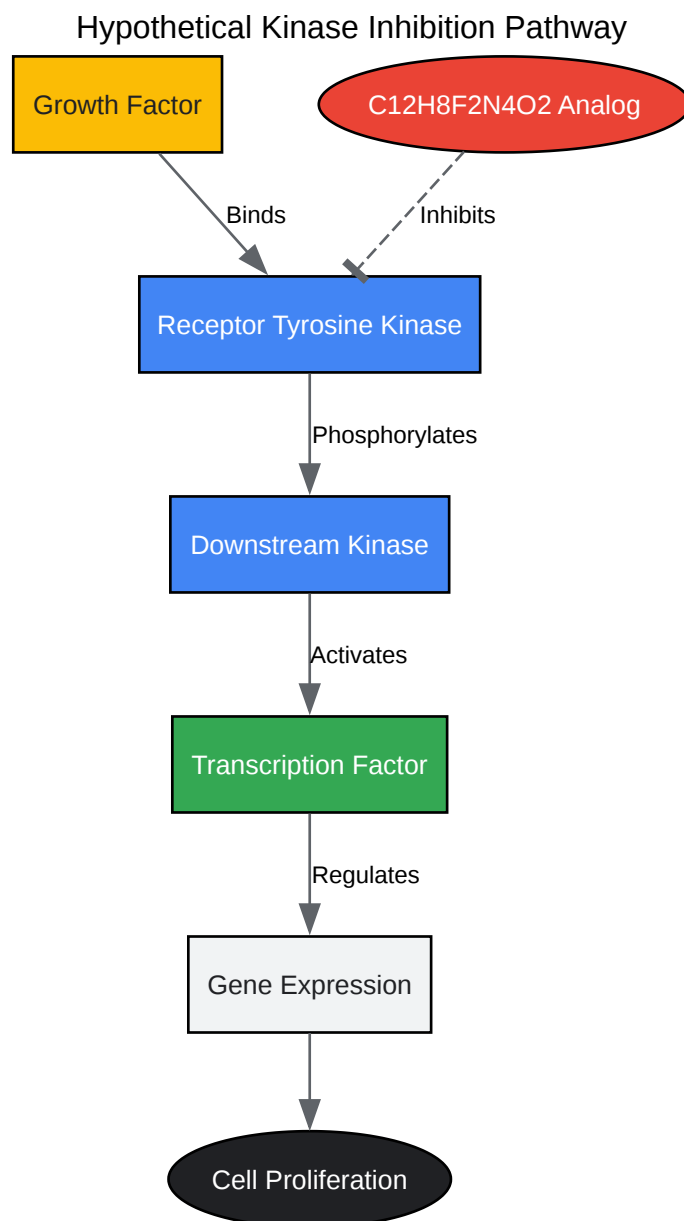 Hypothetical Kinase Inhibition Pathway
Growth Factor
C12H8F2N4O2 Analog
Binds
Inhibits
Receptor Tyrosine Kinase
Phosphorylates
Downstream Kinase
Activates
Transcription Factor
Regulates
Gene Expression
Cell Proliferation